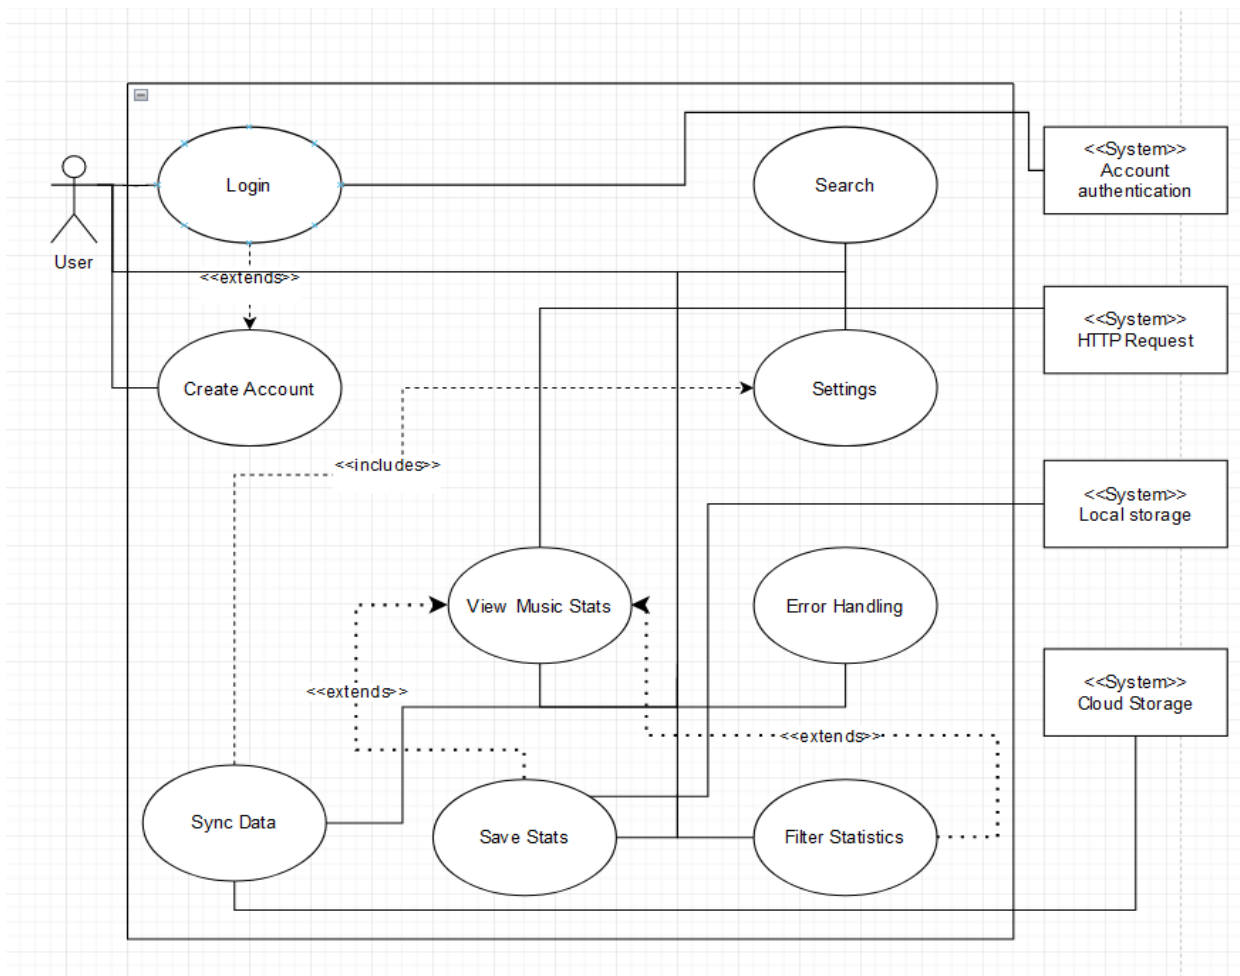 Login
Search
<<System>>
Account
authentication
User
<<extends>>
<<System>>
HTTP Request
Create Account
Settings
<<includes>>
<<System>>
Local storage
View Music Stats
Error Handling
<<extends>>
<<System>>
Cloud Storage
<<extends>>
Sync Data
Save Stats
Filter Statistics